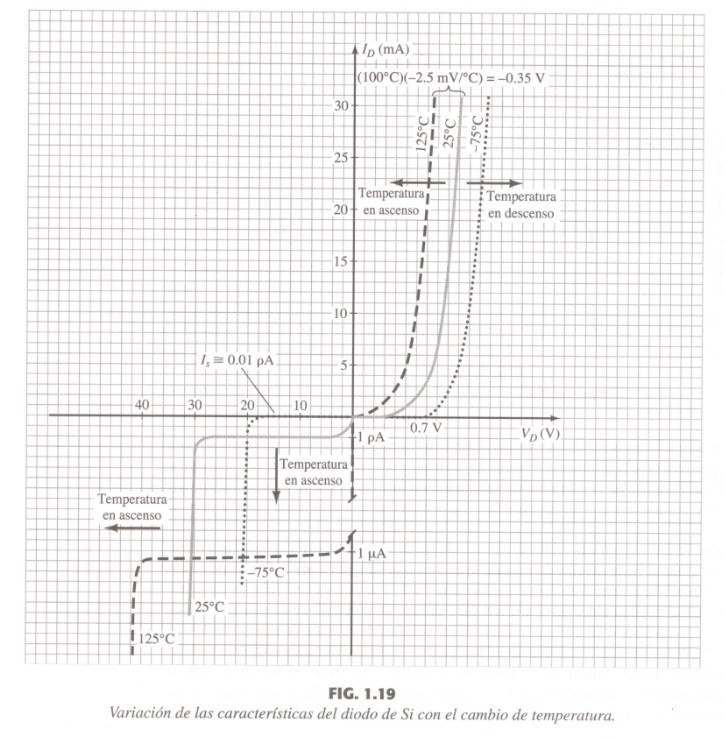 I_D (mA)
(100°C)(–2.5 mV/°C) = –0.35 V
30
125°C
25°C
–75°C
25
Temperatura
en ascenso
Temperatura
en descenso
20
15
10
I_s ≅ 0.01 pA
5
40
30
20
10
0
0.7 V
V_D (V)
1 pA
Temperatura
en ascenso
Temperatura
en ascenso
1 μA
–75°C
25°C
125°C
FIG. 1.19
Variación de las características del diodo de Si con el cambio de temperatura.